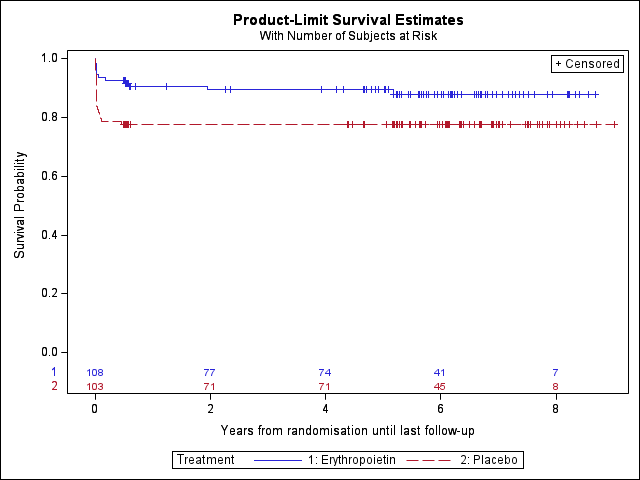 Product-Limit Survival Estimates
With Number of Subjects at Risk
+ Censored
1.0
0.8
0.6
0.4
0.2
0.0
Survival Probability
1 108 77 74 41 7
2 103 71 71 45 8
0 2 4 6 8
Years from randomisation until last follow-up
Treatment 1: Erythropoietin 2: Placebo